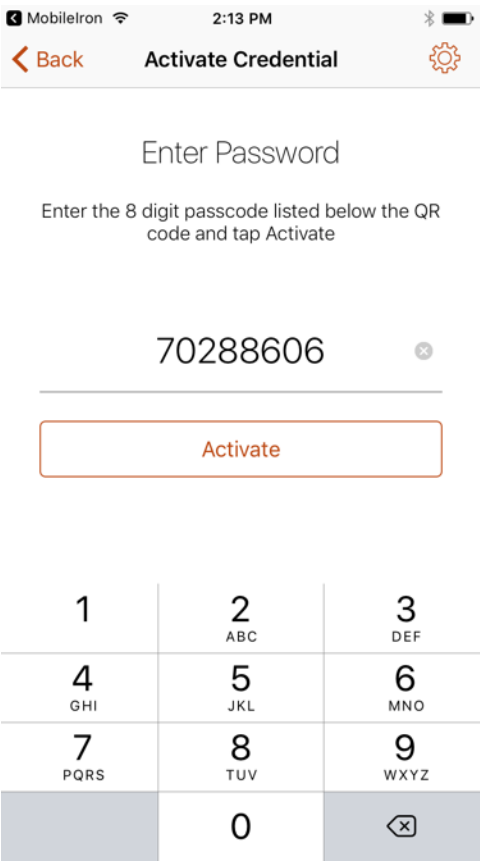 MobileIron 2:13 PM
Back Activate Credential
Enter Password
Enter the 8 digit passcode listed below the QR
code and tap Activate
70288606
Activate
1 2 3
ABC DEF
4 5 6
GHI JKL MNO
7 8 9
PQRS TUV WXYZ
0